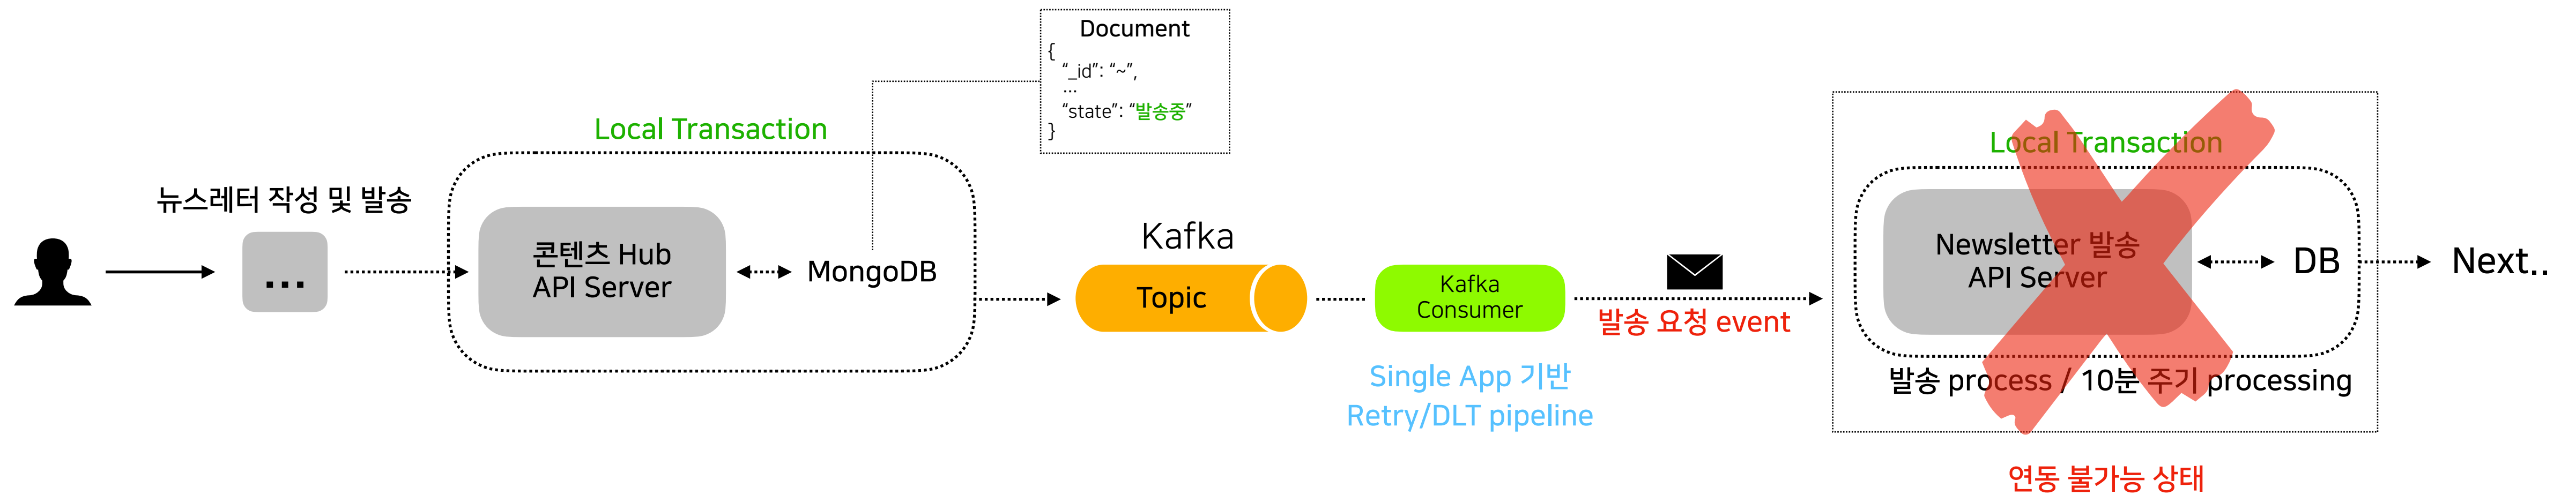 뉴스레터 작성 및 발송
...
Local Transaction
콘텐츠 Hub
API Server
MongoDB
Document
{
“_id”: “~”,
...
“state”: “발송중”
}
Kafka
Topic
Kafka
Consumer
Single App 기반
Retry/DLT pipeline
발송 요청 event
Local Transaction
Newsletter 발송
API Server
DB
발송 process / 10분 주기 processing
연동 불가능 상태
Next..